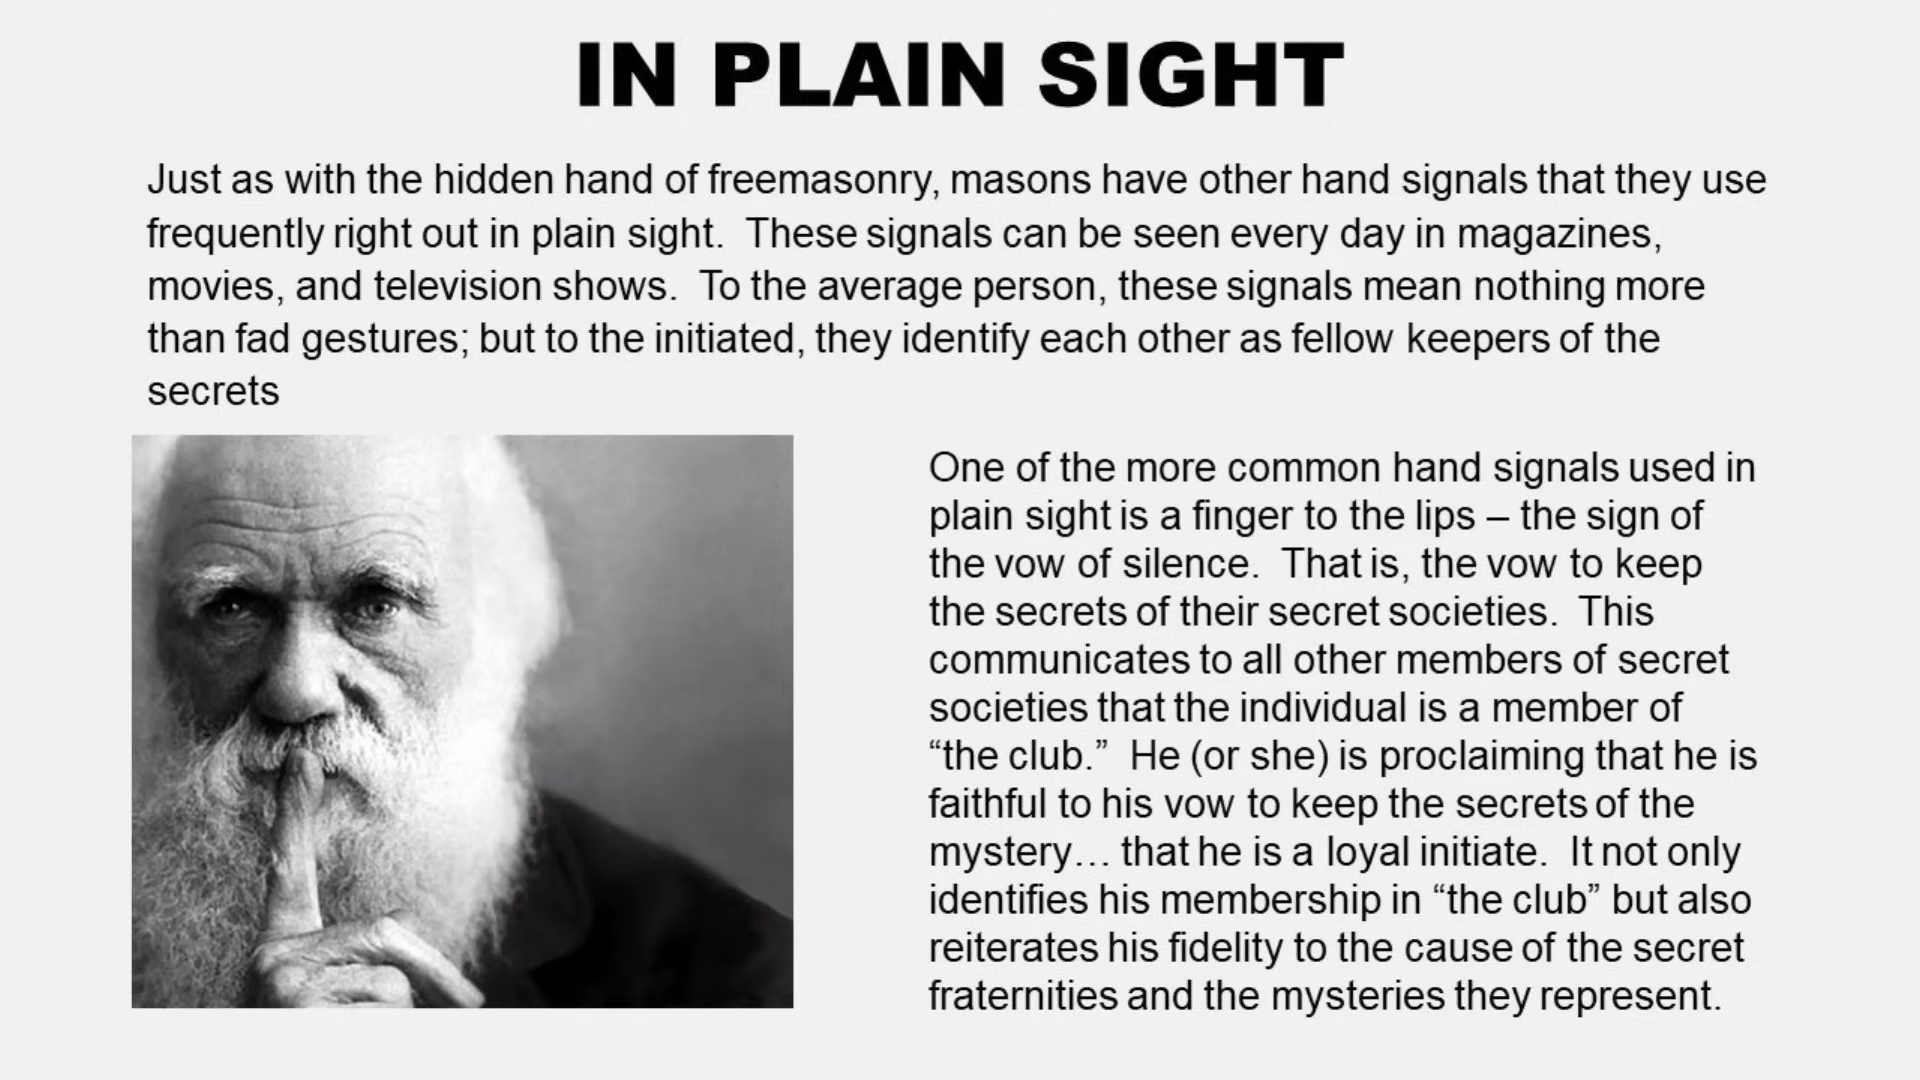 IN PLAIN SIGHT
Just as with the hidden hand of freemasonry, masons have other hand signals that they use
frequently right out in plain sight.  These signals can be seen every day in magazines,
movies, and television shows.  To the average person, these signals mean nothing more
than fad gestures; but to the initiated, they identify each other as fellow keepers of the
secrets
One of the more common hand signals used in
plain sight is a finger to the lips – the sign of
the vow of silence.  That is, the vow to keep
the secrets of their secret societies.  This
communicates to all other members of secret
societies that the individual is a member of
“the club.”  He (or she) is proclaiming that he is
faithful to his vow to keep the secrets of the
mystery… that he is a loyal initiate.  It not only
identifies his membership in “the club” but also
reiterates his fidelity to the cause of the secret
fraternities and the mysteries they represent.